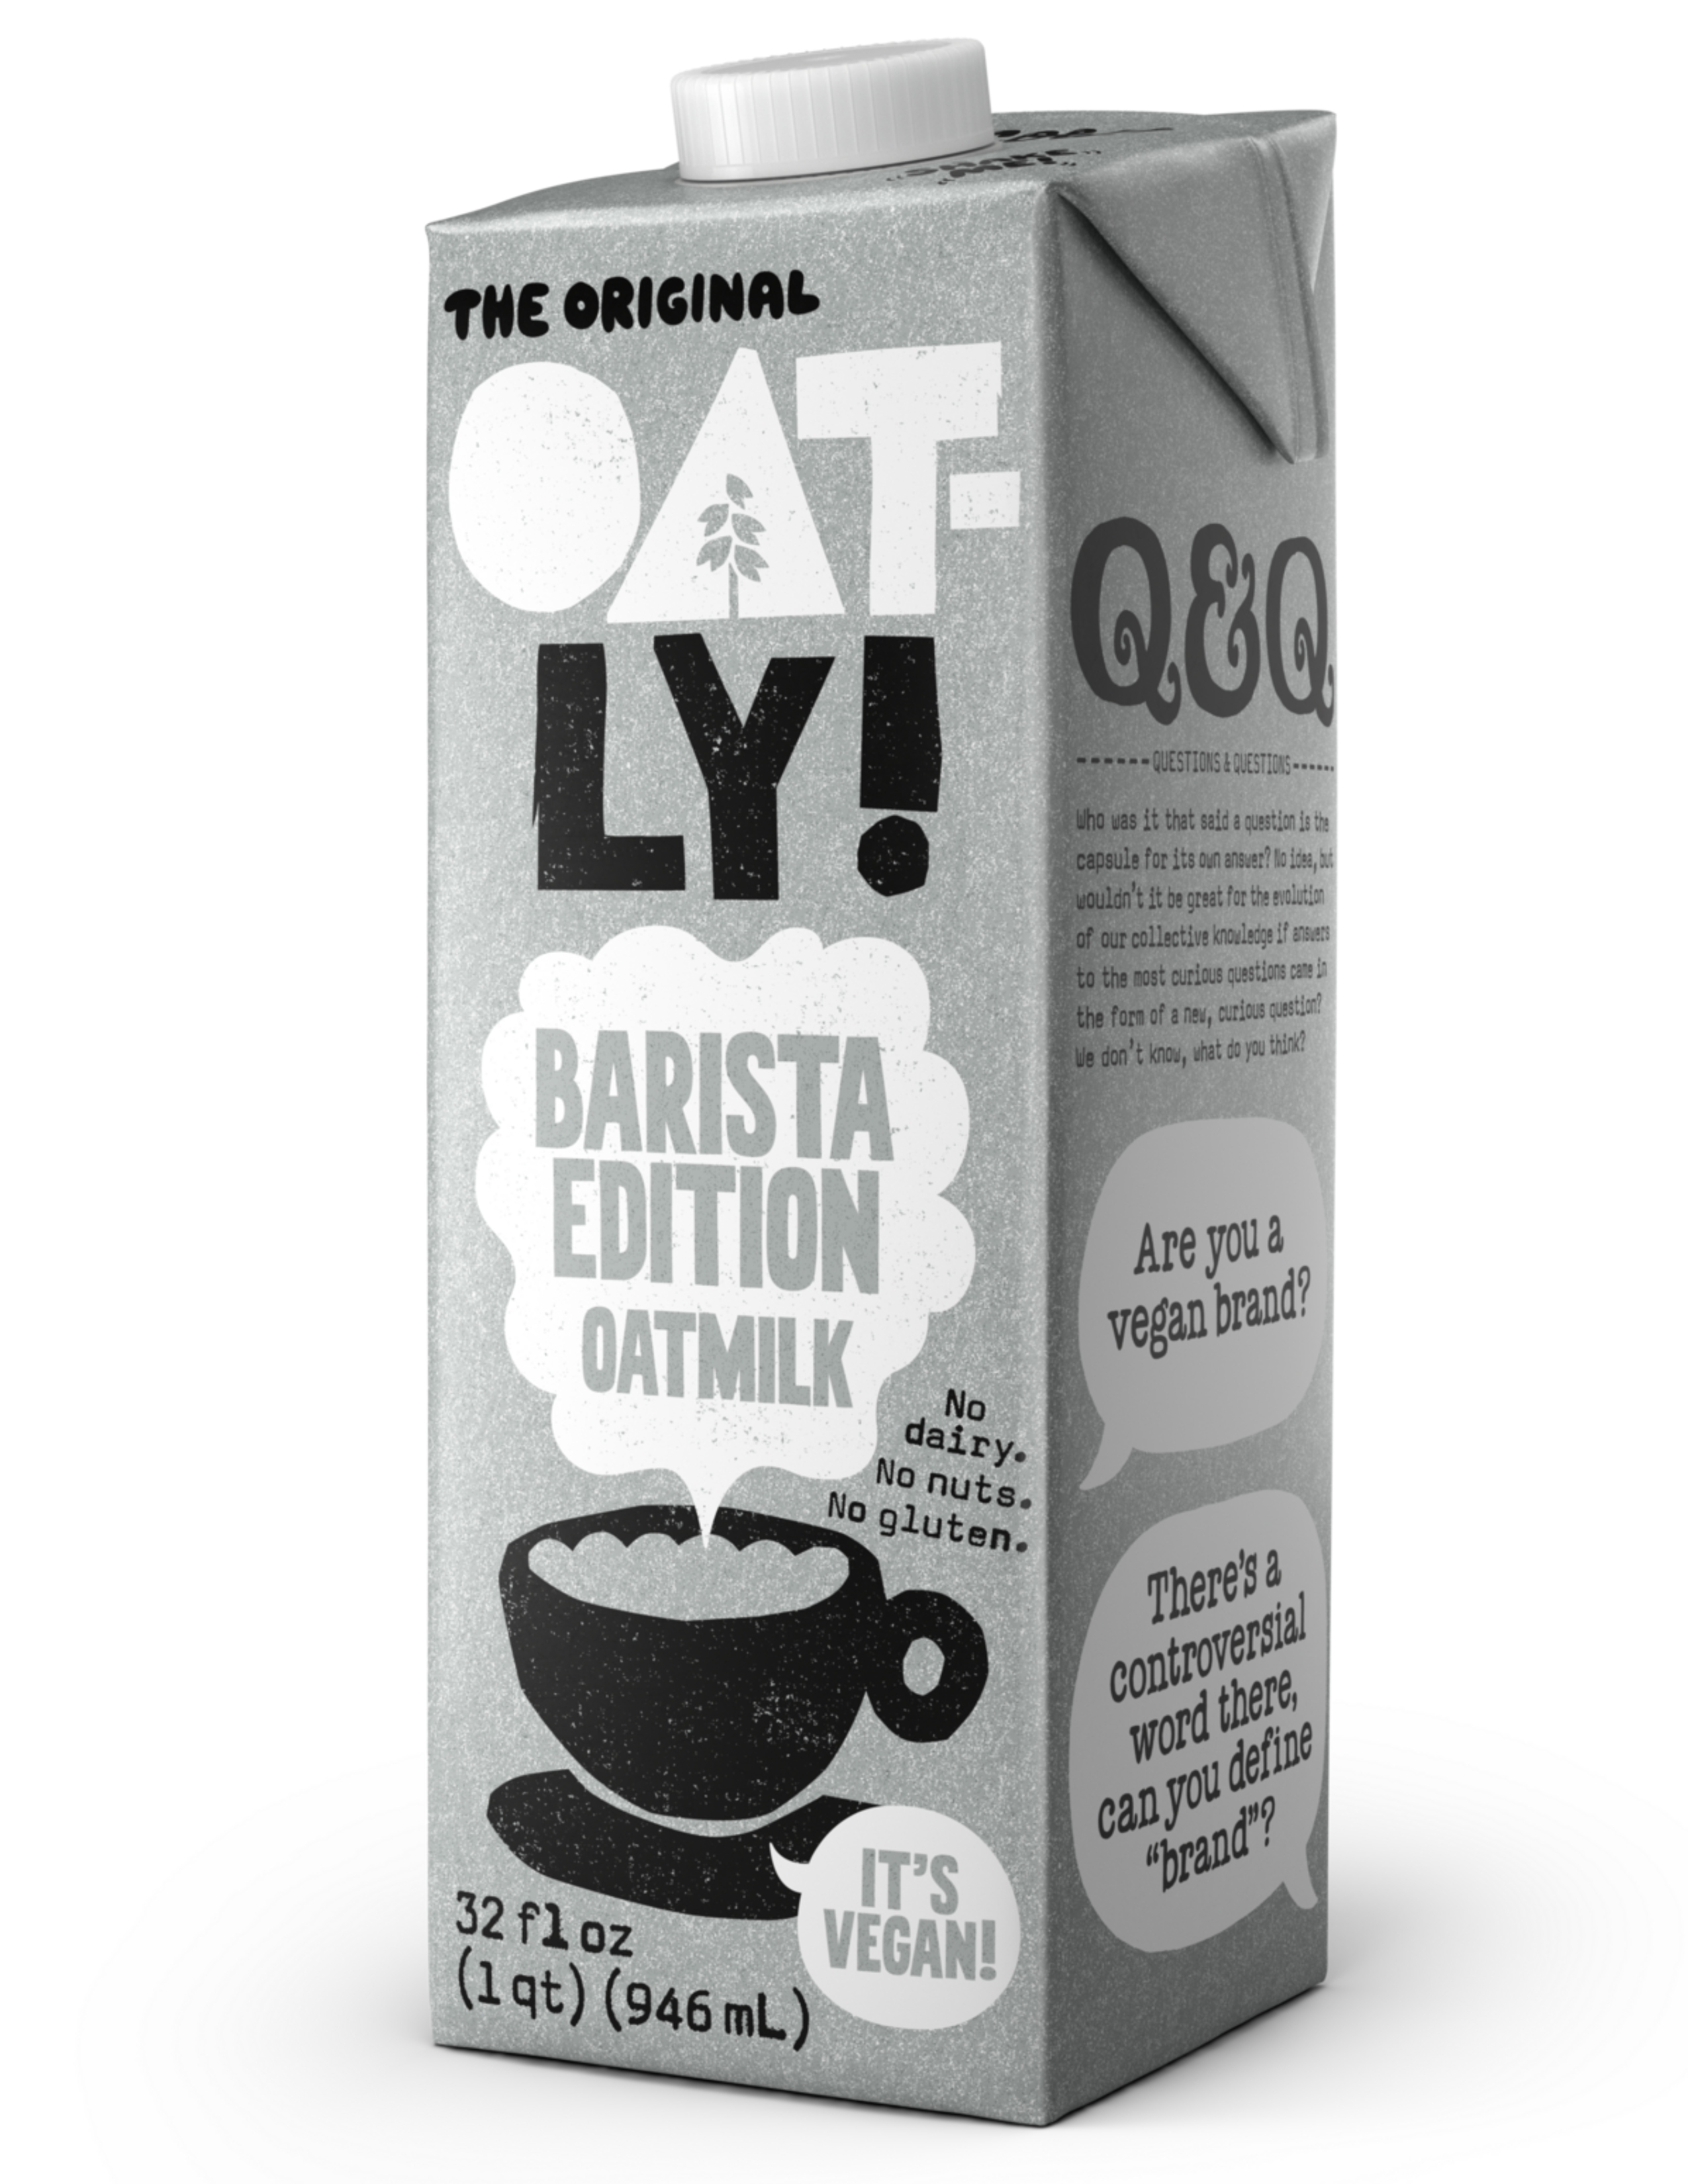 "SHAKE
ME!"
THE ORIGINAL
OAT-
LY!
BARISTA
EDITION
OATMILK
No
dairy.
No nuts.
No gluten.
IT'S
VEGAN!
32 fl oz
(1 qt) (946 mL)
Q&Q
QUESTIONS & QUESTIONS
Who was it that said a question is the
capsule for its own answer? No idea, but
wouldn't it be great for the evolution
of our collective knowledge if answers
to the most curious questions came in
the form of a new, curious question?
We don't know, what do you think?
Are you a
vegan brand?
There's a
controversial
word there,
can you define
"brand"?